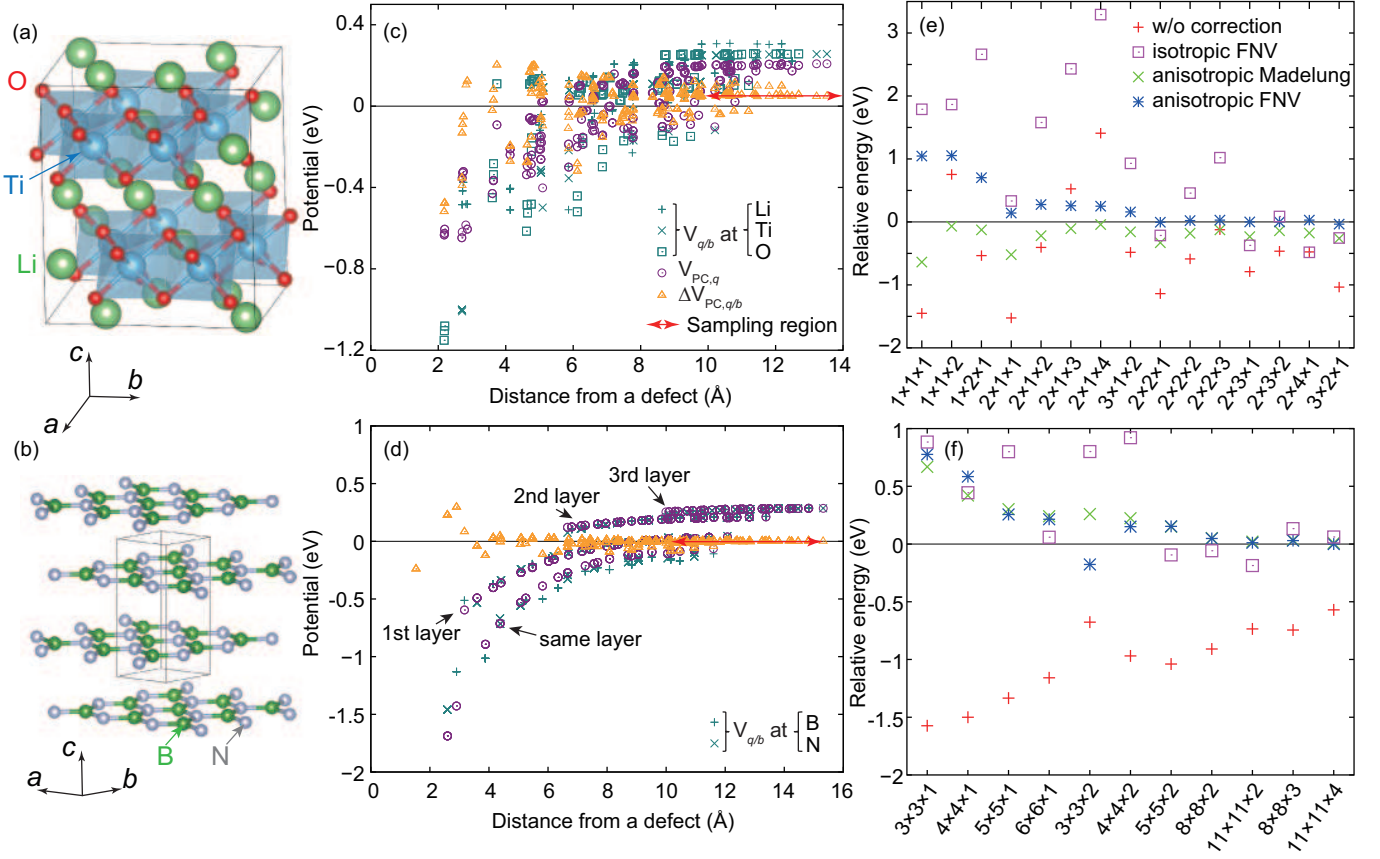 (a)
O
Ti
Li
c
b
a
(c)
Potential (eV)
0.4
0
-0.4
-0.8
-1.2
0 2 4 6 8 10 12 14
Distance from a defect (Å)
V q/b at
Li
Ti
O
V PC,q
ΔV PC,q/b
Sampling region
(e)
w/o correction
isotropic FNV
anisotropic Madelung
anisotropic FNV
Relative energy (eV)
3
2
1
0
-1
-2
1×1×1
1×1×2
1×2×1
2×1×1
2×1×2
2×1×3
2×1×4
3×1×2
2×2×1
2×2×2
2×2×3
2×3×1
2×3×2
2×4×1
3×2×1
(b)
B
N
c
a
b
(d)
Potential (eV)
1
0.5
0
-0.5
-1
-1.5
-2
0 2 4 6 8 10 12 14 16
Distance from a defect (Å)
2nd layer
3rd layer
1st layer
same layer
V q/b at
B
N
(f)
Relative energy (eV)
1
0.5
0
-0.5
-1
-1.5
-2
3×3×1
4×4×1
5×5×1
6×6×1
3×3×2
4×4×2
5×5×2
8×8×2
11×11×2
8×8×3
11×11×4